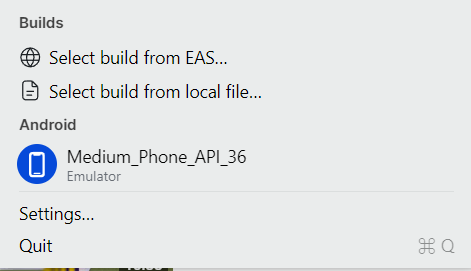 Builds
Select build from EAS...
Select build from local file...
Android
Medium_Phone_API_36
Emulator
Settings...
Quit ⌘ Q